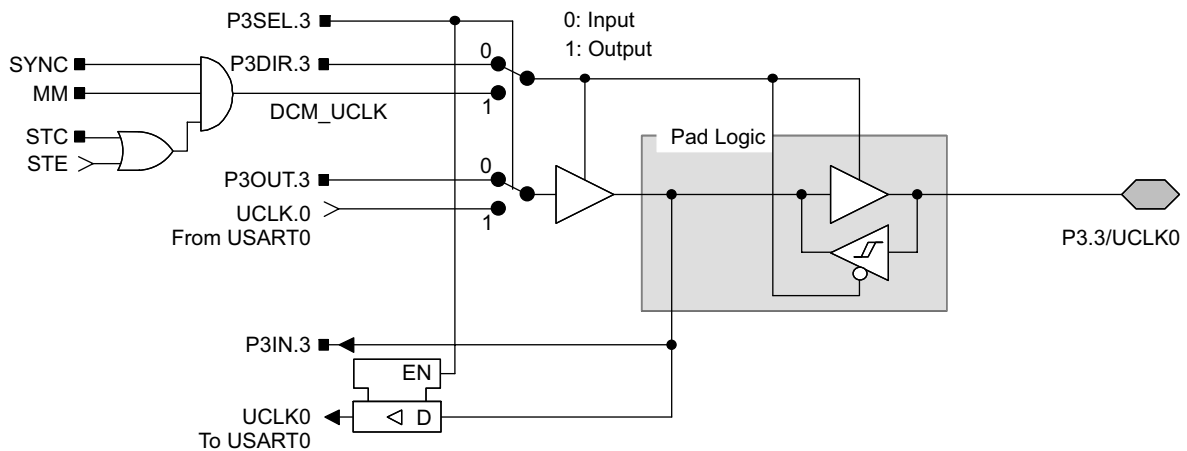 P3SEL.3
0: Input
1: Output
SYNC
P3DIR.3
0
MM
1
DCM_UCLK
STC
STE
Pad Logic
P3OUT.3
0
UCLK.0
1
From USART0
P3.3/UCLK0
P3IN.3
EN
UCLK0
D
To USART0